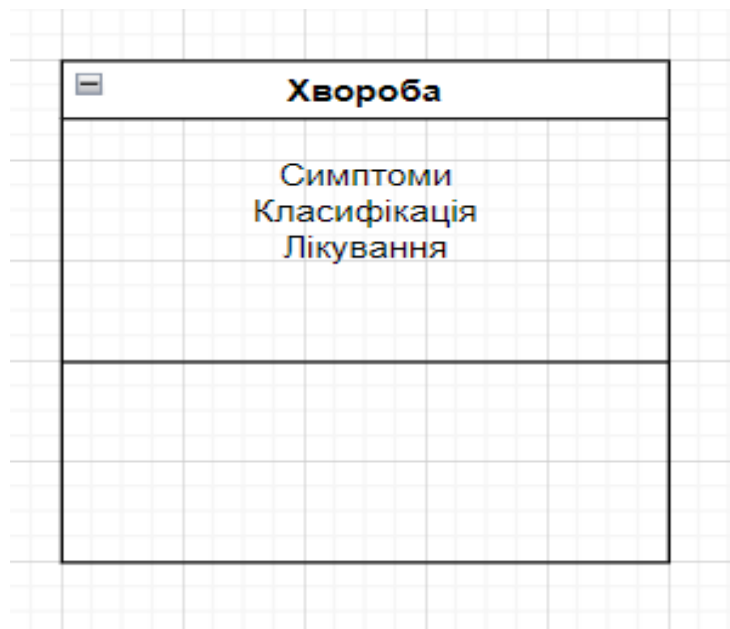 Хвороба
Симптоми
Класифікація
Лікування